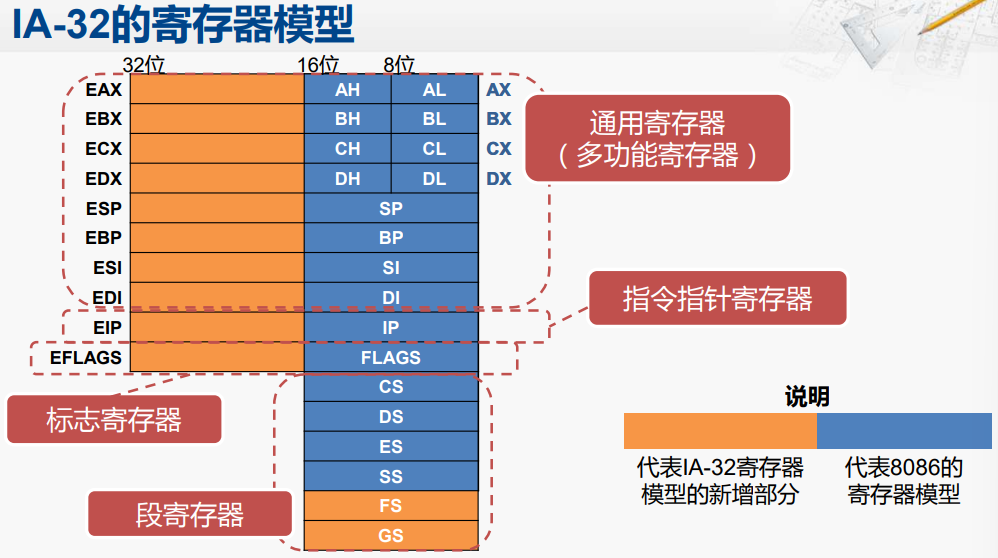 IA-32的寄存器模型
32位 16位 8位
EAX AH AL AX
EBX BH BL BX
ECX CH CL CX
EDX DH DL DX
ESP SP
EBP BP
ESI SI
EDI DI
EIP IP
EFLAGS FLAGS
CS
DS
ES
SS
FS
GS
通用寄存器
（多功能寄存器）
指令指针寄存器
标志寄存器
段寄存器
说明
代表IA-32寄存器
模型的新增部分
代表8086的
寄存器模型